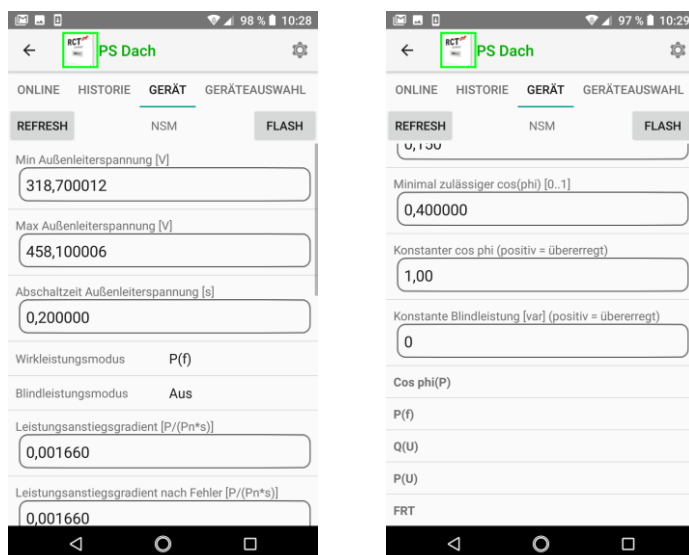 98 % 10:28
RCT
PS Dach
ONLINE HISTORIE GERÄT GERÄTEAUSWAHL
REFRESH NSM FLASH
Min Außenleiterspannung [V]
318,700012
Max Außenleiterspannung [V]
458,100006
Abschaltzeit Außenleiterspannung [s]
0,200000
Wirkleistungsmodus P(f)
Blindleistungsmodus Aus
Leistungsanstiegsgradient [P/(Pn*s)]
0,001660
Leistungsanstiegsgradient nach Fehler [P/(Pn*s)]
0,001660
97 % 10:29
RCT
PS Dach
ONLINE HISTORIE GERÄT GERÄTEAUSWAHL
REFRESH NSM FLASH
0,150
Minimal zulässiger cos(phi) [0..1]
0,400000
Konstanter cos phi (positiv = übererregt)
1,00
Konstante Blindleistung [var] (positiv = übererregt)
0
Cos phi(P)
P(f)
Q(U)
P(U)
FRT